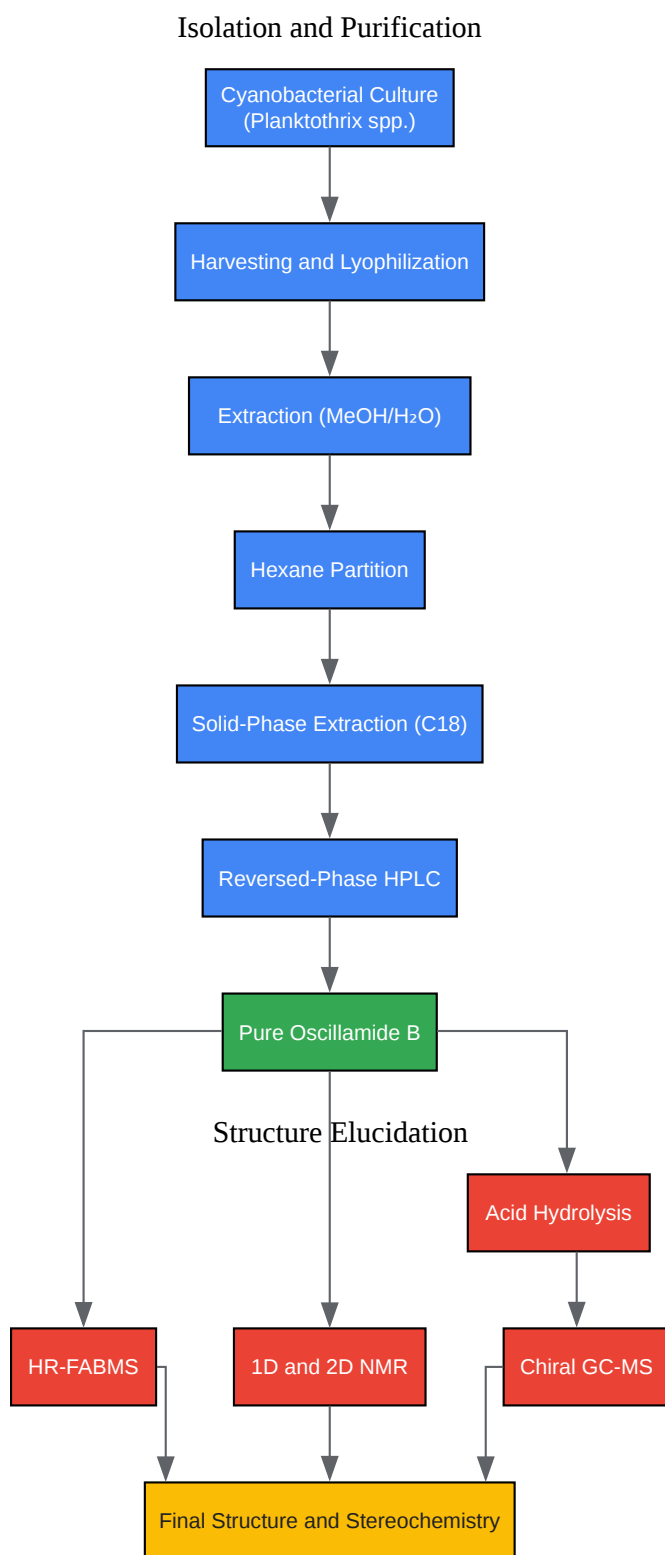 Isolation and Purification
Cyanobacterial Culture
(Planktothrix spp.)
Harvesting and Lyophilization
Extraction (MeOH/H₂O)
Hexane Partition
Solid-Phase Extraction (C18)
Reversed-Phase HPLC
Pure Oscillamide B
Structure Elucidation
Acid Hydrolysis
HR-FABMS
1D and 2D NMR
Chiral GC-MS
Final Structure and Stereochemistry